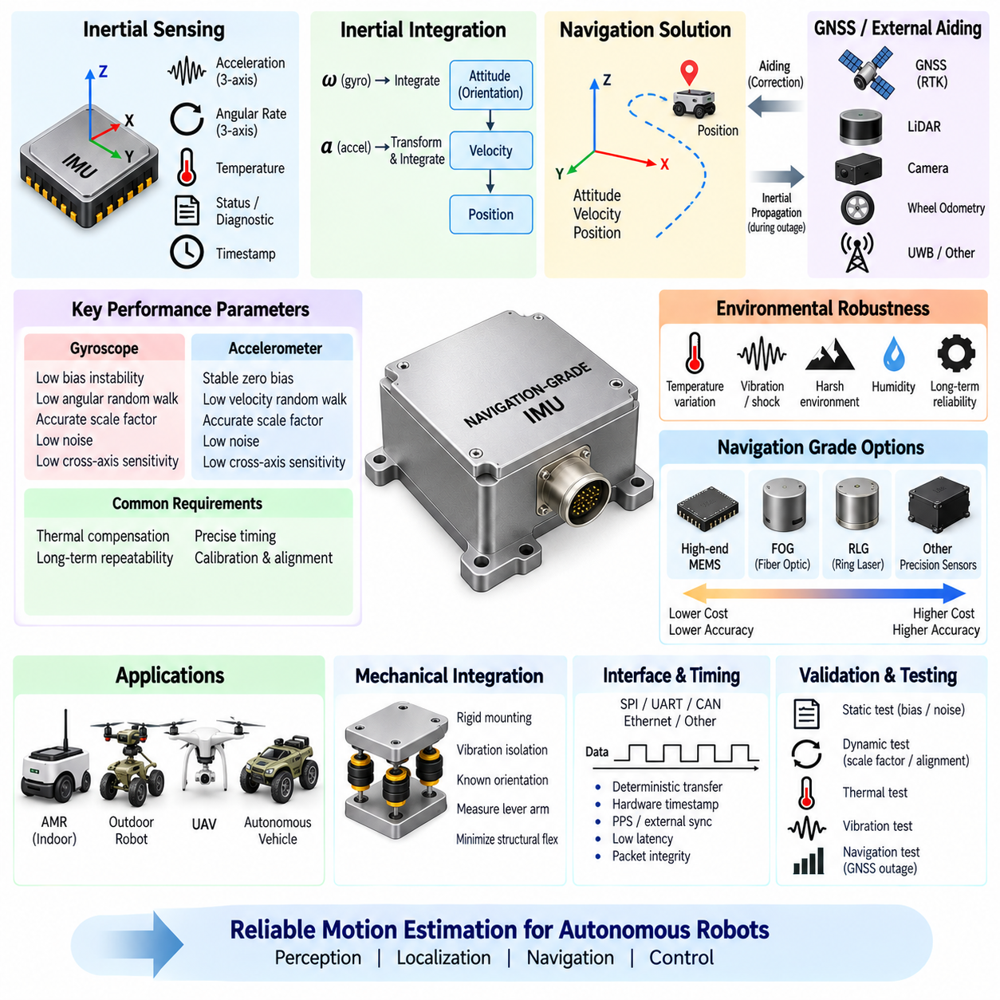 Inertial Sensing
Z
X
Y
IMU
Acceleration
(3-axis)
Angular Rate
(3-axis)
Temperature
Status /
Diagnostic
Timestamp
Inertial Integration
ω (gyro) → Integrate
a (accel) → Transform
& Integrate
Attitude
(Orientation)
Velocity
Position
Navigation Solution
Z
X
Y
Position
Attitude
Velocity
Position
Aiding
(Correction)
Inertial
Propagation
(during outage)
GNSS / External Aiding
GNSS
(RTK)
LiDAR
Camera
Wheel Odometry
UWB / Other
Key Performance Parameters
Gyroscope
Low bias instability
Low angular random walk
Accurate scale factor
Low noise
Low cross-axis sensitivity
Accelerometer
Stable zero bias
Low velocity random walk
Accurate scale factor
Low noise
Low cross-axis sensitivity
Common Requirements
Thermal compensation
Long-term repeatability
Precise timing
Calibration & alignment
NAVIGATION-GRADE
IMU
Environmental Robustness
Temperature
variation
Vibration
/ shock
Harsh
environment
Humidity
Long-term
reliability
Navigation Grade Options
High-end
MEMS
FOG
(Fiber Optic)
RLG
(Ring Laser)
Other
Precision Sensors
Lower Cost
Lower Accuracy
Higher Cost
Higher Accuracy
Applications
AMR
(Indoor)
Outdoor
Robot
UAV
Autonomous
Vehicle
Mechanical Integration
Rigid mounting
Vibration isolation
Known orientation
Measure lever arm
Minimize structural flex
Interface & Timing
SPI / UART / CAN
Ethernet / Other
Data
• Deterministic transfer
• Hardware timestamp
• PPS / external sync
• Low latency
• Packet integrity
Validation & Testing
Static test (bias / noise)
Dynamic test
(scale factor / alignment)
Thermal test
Vibration test
Navigation test
(GNSS outage)
Reliable Motion Estimation for Autonomous Robots
Perception | Localization | Navigation | Control